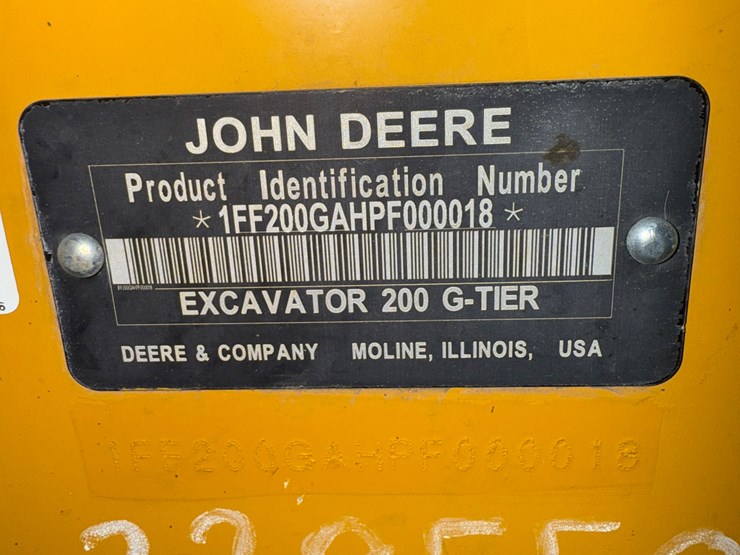 JOHN DEERE
Product Identification Number
* 1FF200GAHPF000018 *
EXCAVATOR 200 G-TIER
DEERE & COMPANY MOLINE, ILLINOIS, USA
1FF200GAHPF000018